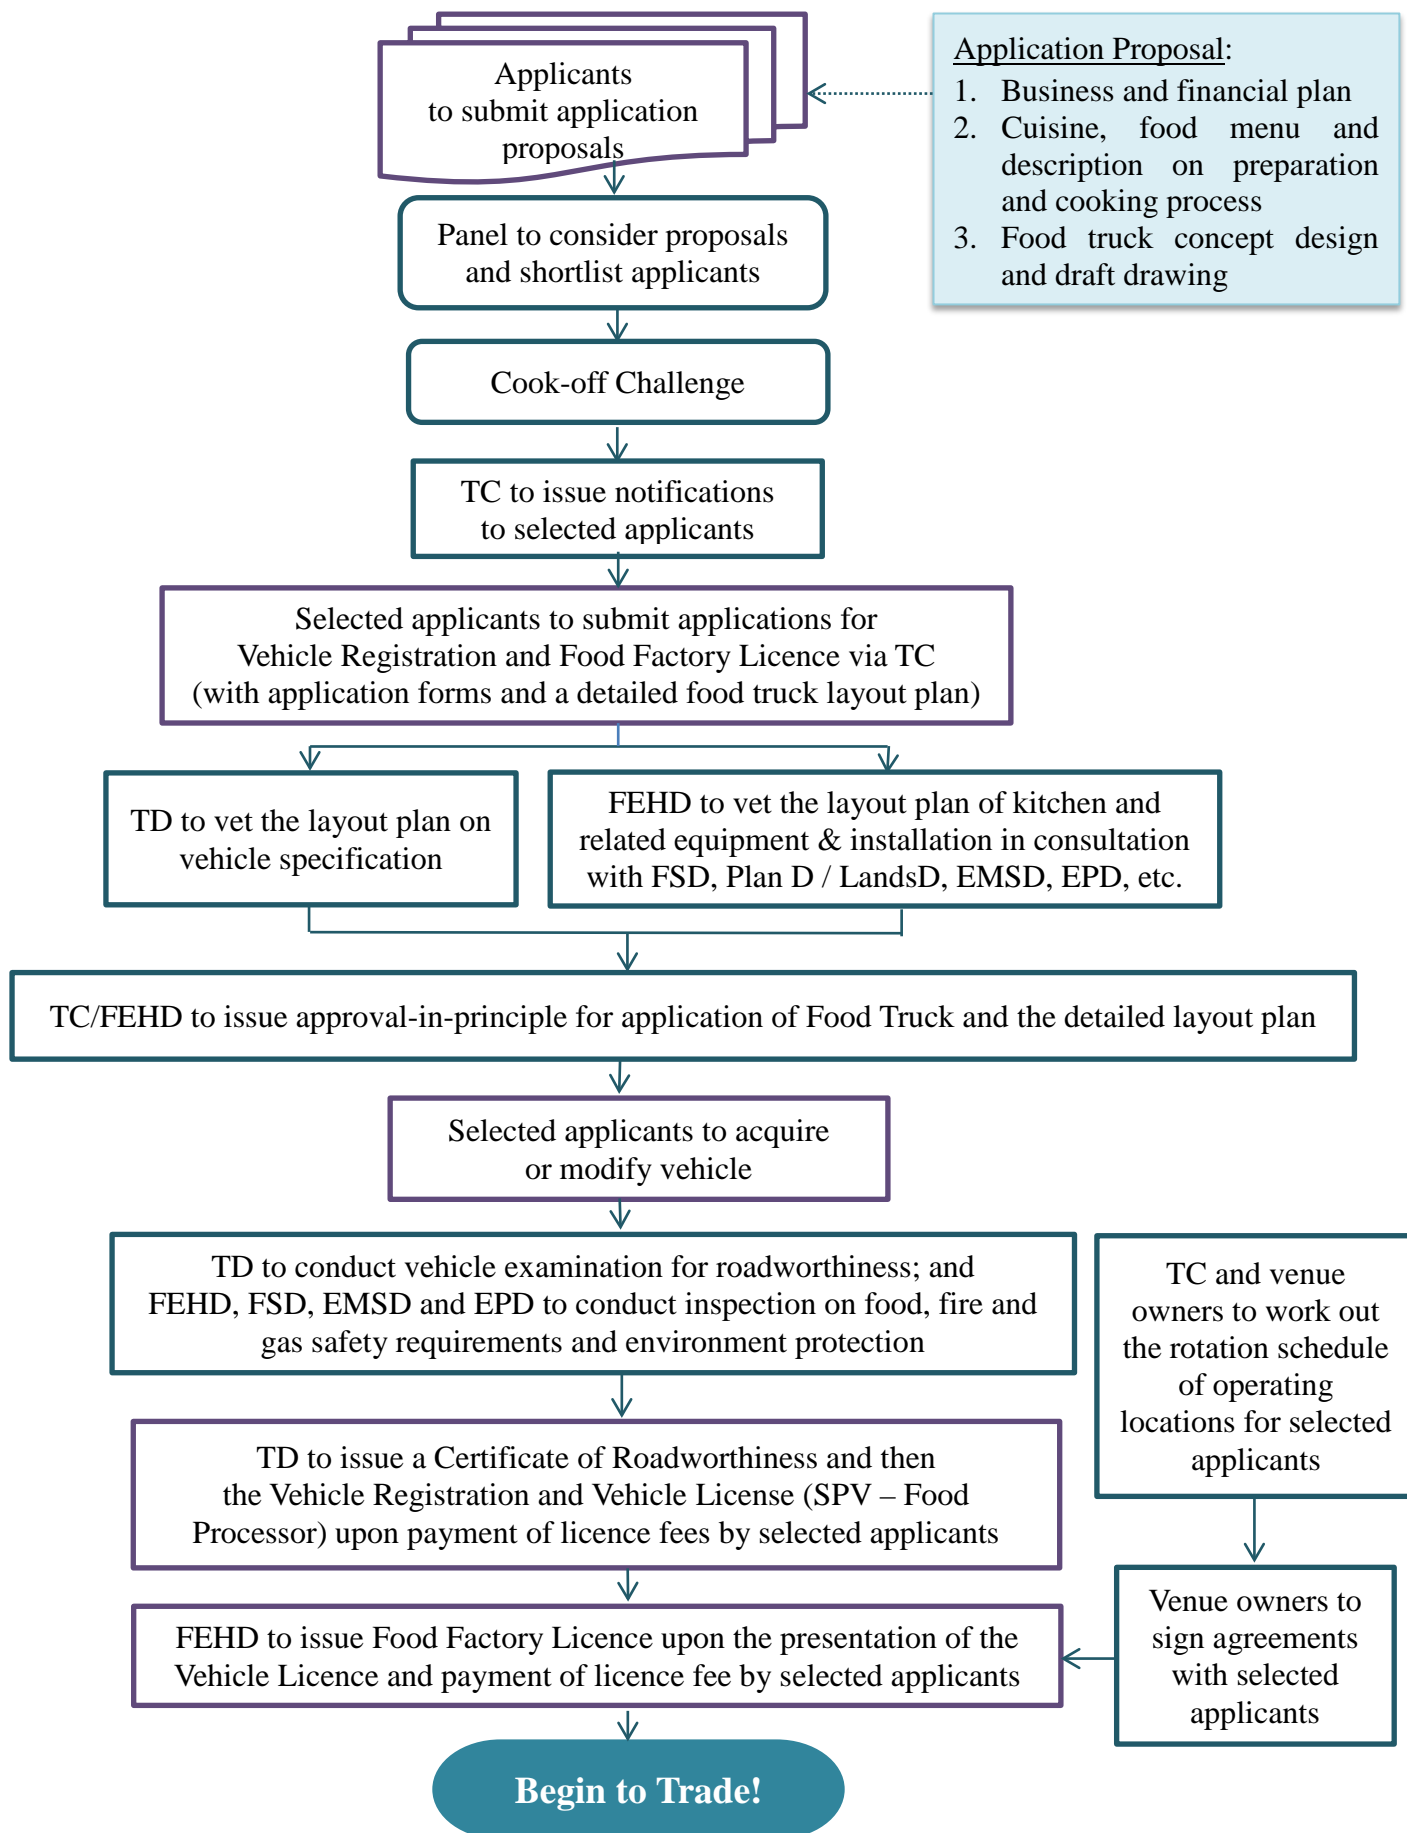 Applicants
to submit application
proposals
Application Proposal:
1. Business and financial plan
2. Cuisine, food menu and
description on preparation
and cooking process
3. Food truck concept design
and draft drawing
Panel to consider proposals
and shortlist applicants
Cook-off Challenge
TC to issue notifications
to selected applicants
Selected applicants to submit applications for
Vehicle Registration and Food Factory Licence via TC
(with application forms and a detailed food truck layout plan)
TD to vet the layout plan on
vehicle specification
FEHD to vet the layout plan of kitchen and
related equipment & installation in consultation
with FSD, Plan D / LandsD, EMSD, EPD, etc.
TC/FEHD to issue approval-in-principle for application of Food Truck and the detailed layout plan
Selected applicants to acquire
or modify vehicle
TD to conduct vehicle examination for roadworthiness; and
FEHD, FSD, EMSD and EPD to conduct inspection on food, fire and
gas safety requirements and environment protection
TC and venue
owners to work out
the rotation schedule
of operating
locations for selected
applicants
TD to issue a Certificate of Roadworthiness and then
the Vehicle Registration and Vehicle License (SPV – Food
Processor) upon payment of licence fees by selected applicants
Venue owners to
sign agreements
with selected
applicants
FEHD to issue Food Factory Licence upon the presentation of the
Vehicle Licence and payment of licence fee by selected applicants
Begin to Trade!